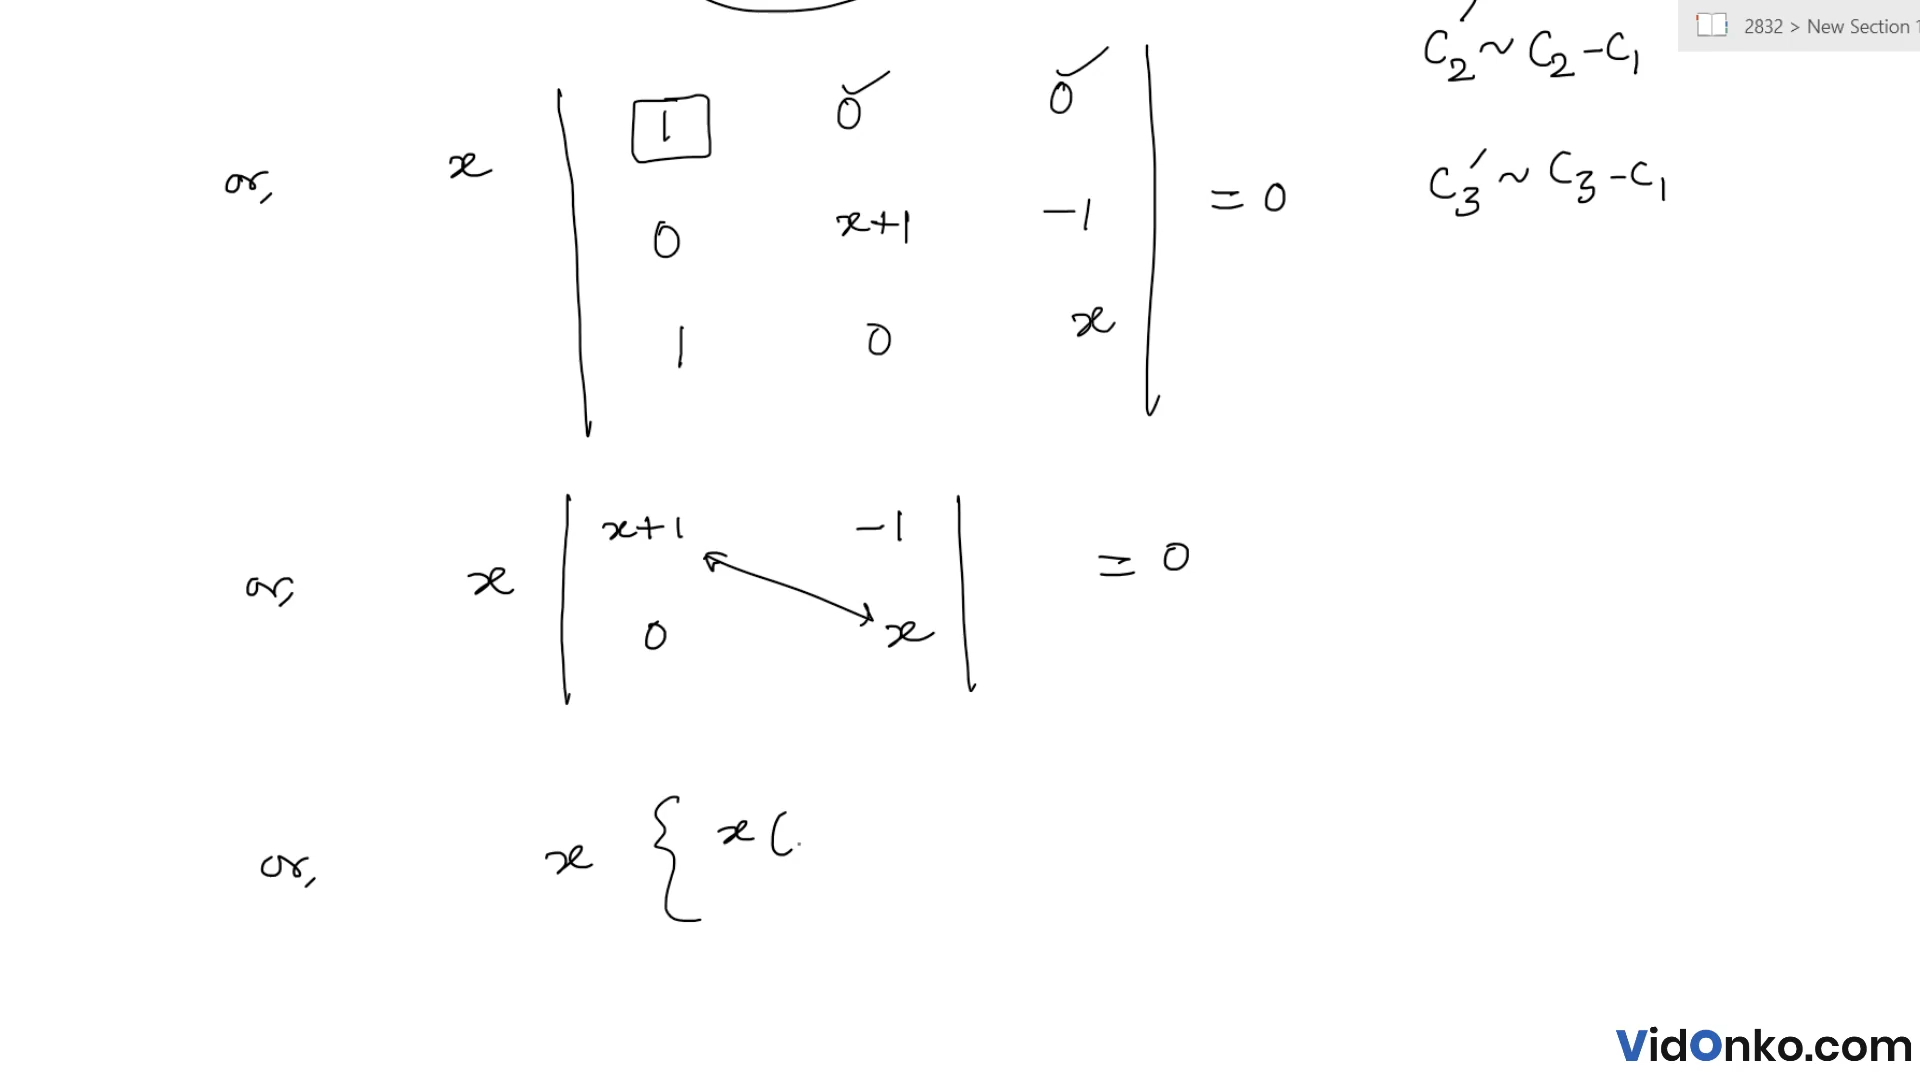 C₂′ ~ C₂ - C₁
2832 > New Section 1
or, x | 1 0 0 |
| 0 x+1 -1 | = 0
| 1 0 x |
C₃′ ~ C₃ - C₁
or, x | x+1 -1 | = 0
| 0 x |
or, x { x (
VidOnko.com